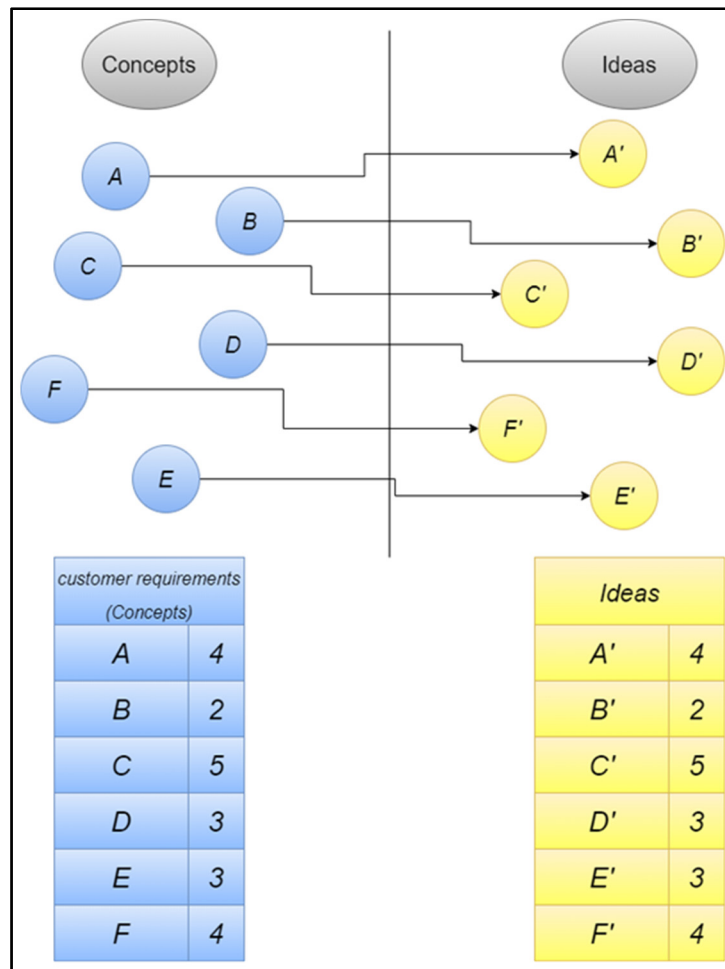 Concepts
Ideas
A
A'
B
B'
C
C'
D
D'
F
F'
E
E'
customer requirements
(Concepts)
A 4
B 2
C 5
D 3
E 3
F 4
Ideas
A' 4
B' 2
C' 5
D' 3
E' 3
F' 4